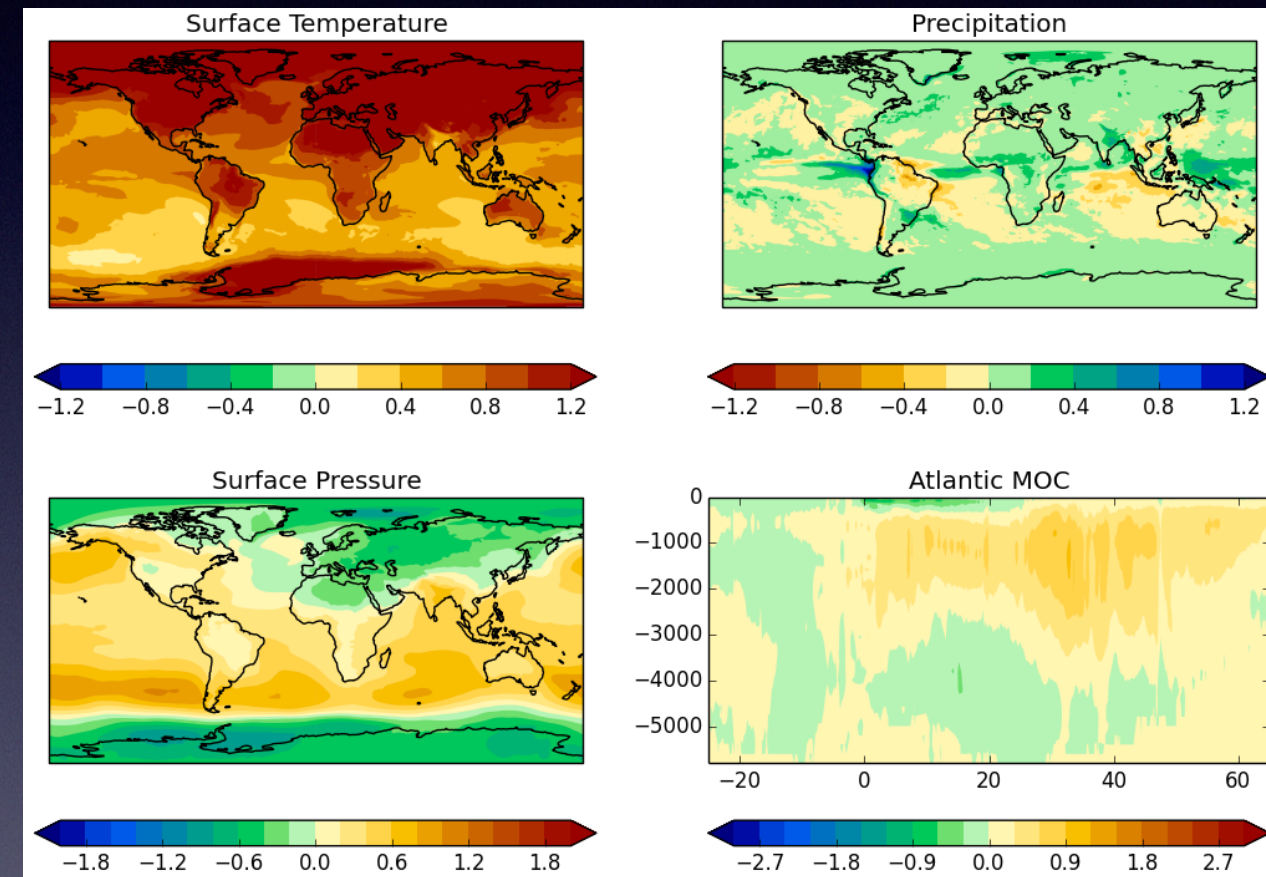 Surface Temperature
−1.2 −0.8 −0.4 0.0 0.4 0.8 1.2
Precipitation
−1.2 −0.8 −0.4 0.0 0.4 0.8 1.2
Surface Pressure
−1.8 −1.2 −0.6 0.0 0.6 1.2 1.8
Atlantic MOC
0
−1000
−2000
−3000
−4000
−5000
−20 0 20 40 60
−2.7 −1.8 −0.9 0.0 0.9 1.8 2.7